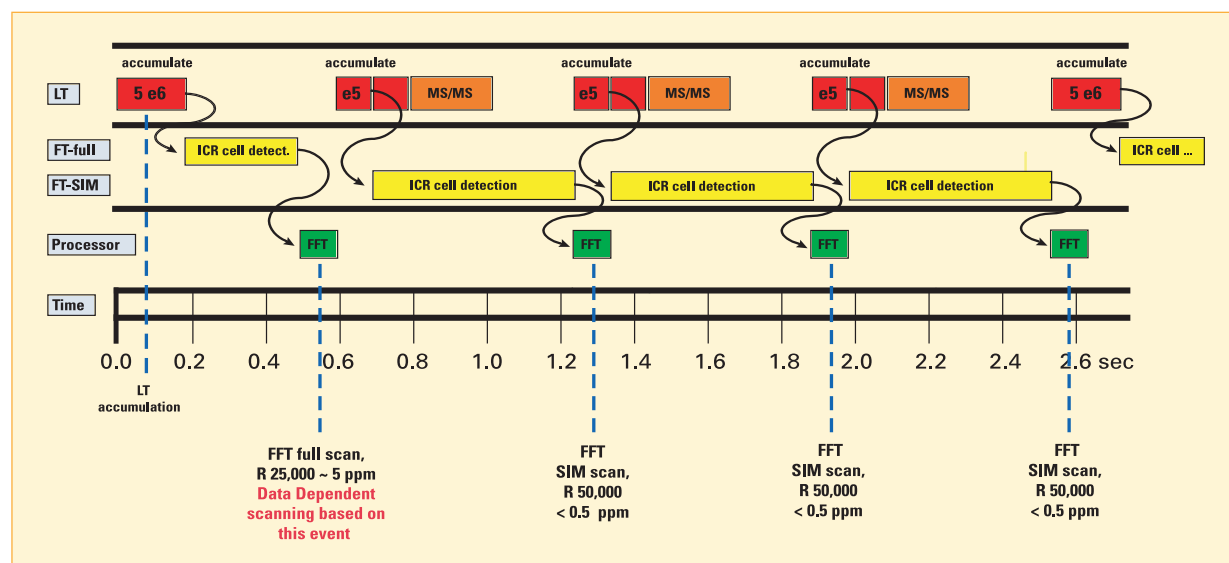 accumulate accumulate accumulate accumulate accumulate
LT 5 e6 e5 MS/MS e5 MS/MS e5 MS/MS 5 e6
FT-full ICR cell detect. ICR cell ...
FT-SIM ICR cell detection ICR cell detection ICR cell detection
Processor FFT FFT FFT FFT
Time
0.0 0.2 0.4 0.6 0.8 1.0 1.2 1.4 1.6 1.8 2.0 2.2 2.4 2.6 sec
LT
accumulation
FFT full scan,
R 25,000 ~ 5 ppm
Data Dependent
scanning based on
this event
FFT
SIM scan,
R 50,000
< 0.5 ppm
FFT
SIM scan,
R 50,000
< 0.5 ppm
FFT
SIM scan,
R 50,000
< 0.5 ppm